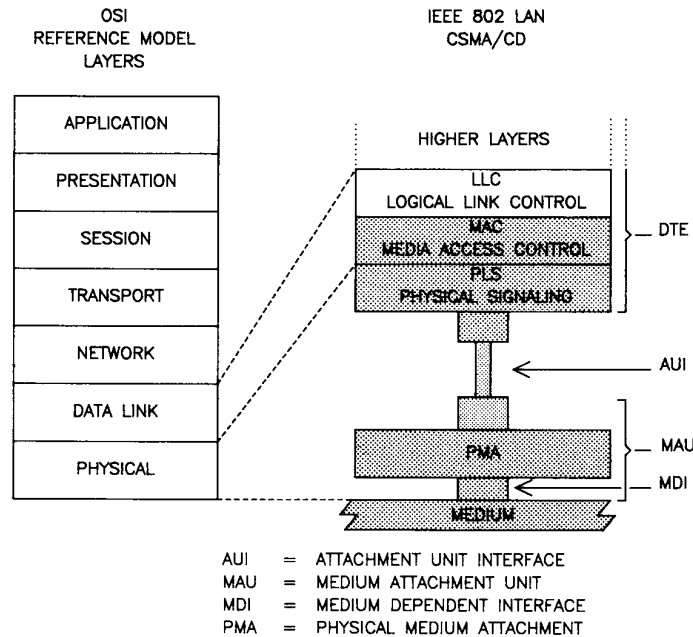 OSI
REFERENCE MODEL
LAYERS
APPLICATION
PRESENTATION
SESSION
TRANSPORT
NETWORK
DATA LINK
PHYSICAL
IEEE 802 LAN
CSMA/CD
HIGHER LAYERS
LLC
LOGICAL LINK CONTROL
MAC
MEDIA ACCESS CONTROL
PLS
PHYSICAL SIGNALING
DTE
AUI
PMA
MAU
MDI
MEDIUM
AUI = ATTACHMENT UNIT INTERFACE
MAU = MEDIUM ATTACHMENT UNIT
MDI = MEDIUM DEPENDENT INTERFACE
PMA = PHYSICAL MEDIUM ATTACHMENT